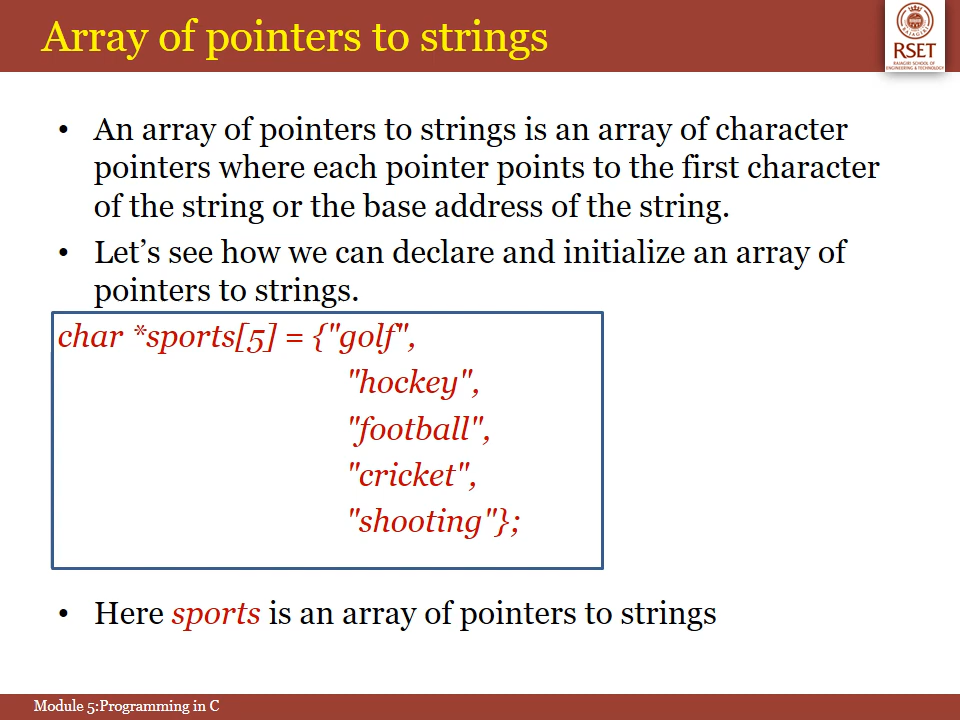 Array of pointers to strings
RSET
RAJAGIRI SCHOOL OF
ENGINEERING & TECHNOLOGY
• An array of pointers to strings is an array of character
pointers where each pointer points to the first character
of the string or the base address of the string.
• Let’s see how we can declare and initialize an array of
pointers to strings.
char *sports[5] = {"golf",
"hockey",
"football",
"cricket",
"shooting"};
• Here sports is an array of pointers to strings
Module 5:Programming in C